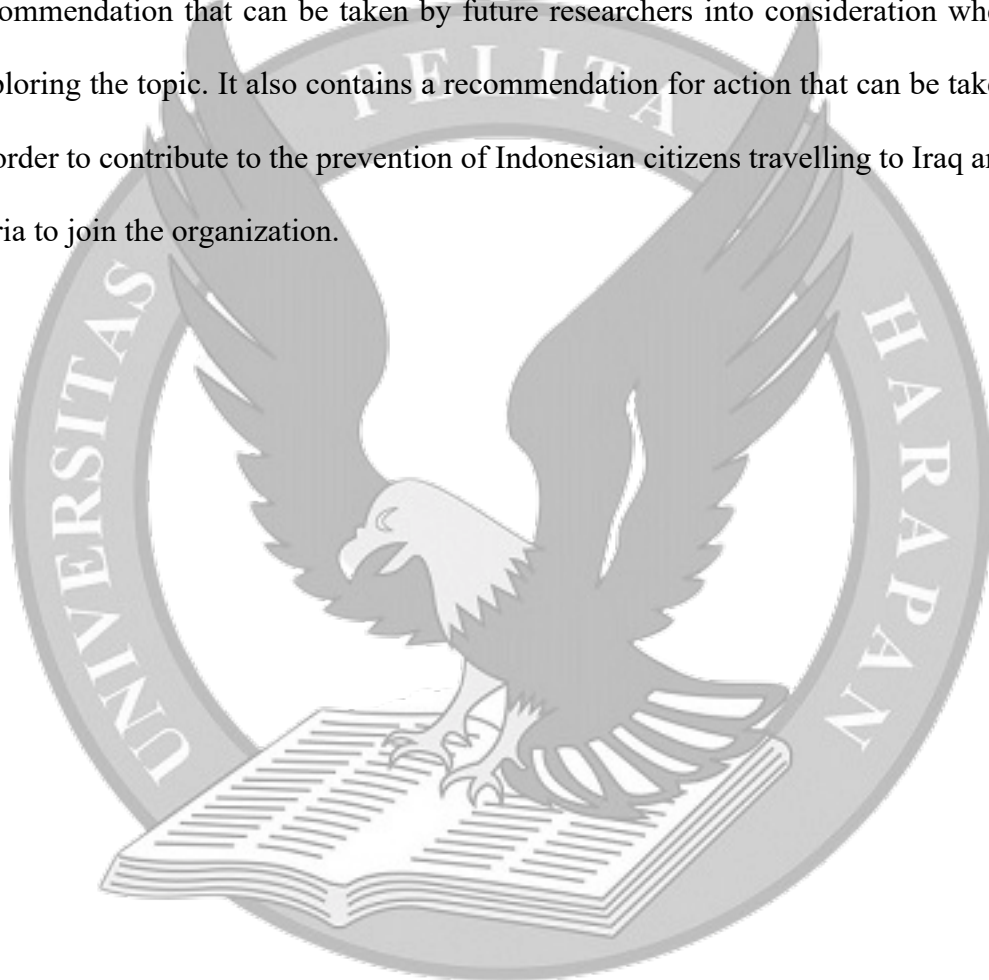 ommendation that can be taken by future researchers into consideration whe
ploring the topic. It also contains a recommendation for action that can be take
order to contribute to the prevention of Indonesian citizens travelling to Iraq an
ria to join the organization.
UNIVERSITAS PELITA HARAPAN